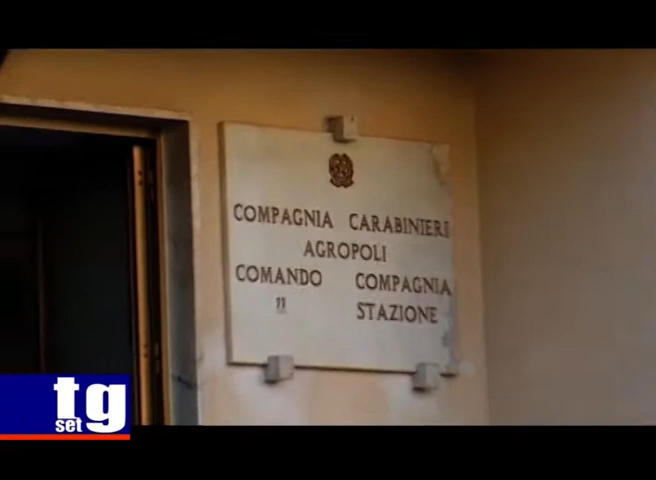 COMPAGNIA CARABINIERI
AGROPOLI
COMANDO COMPAGNIA
" STAZIONE
tg
set